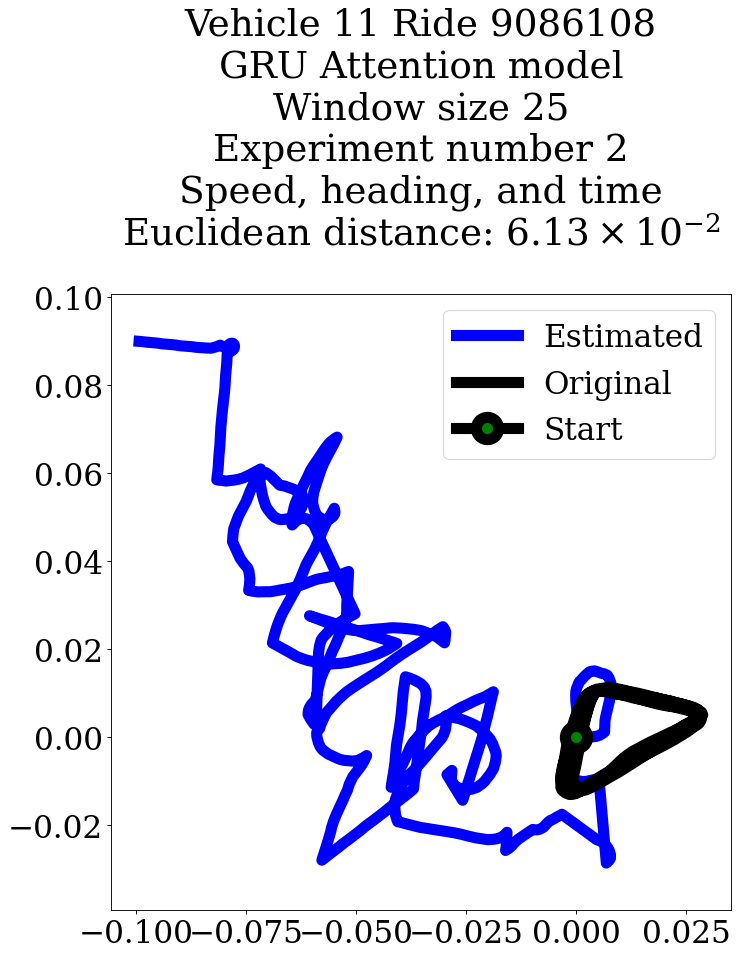 Vehicle 11 Ride 9086108
GRU Attention model
Window size 25
Experiment number 2
Speed, heading, and time
Euclidean distance: 6.13 × 10⁻²
0.10
0.08
0.06
0.04
0.02
0.00
−0.02
Estimated
Original
Start
−0.100 −0.075 −0.050 −0.025 0.000 0.025